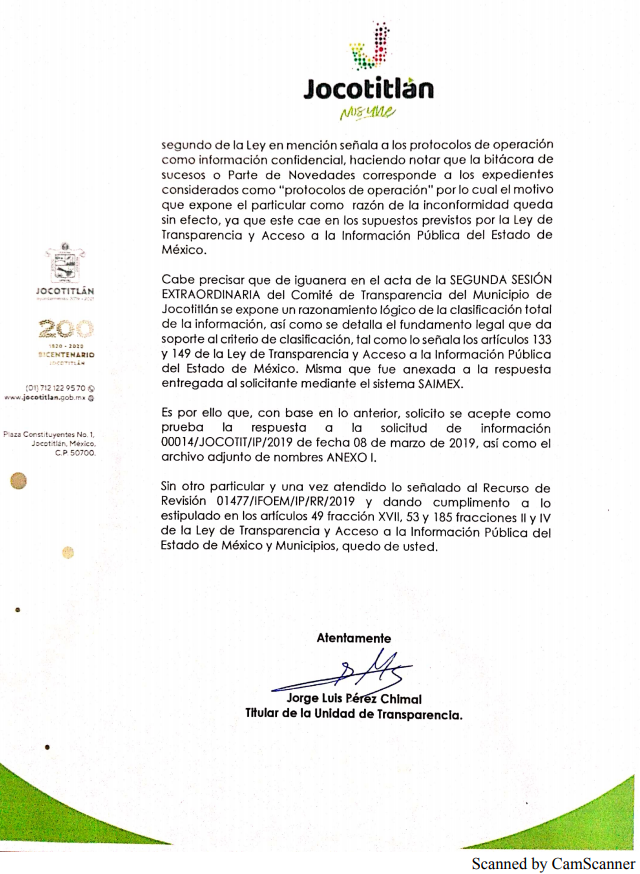 Jocotitlán
nos une
segundo de la Ley en mención señala a los protocolos de operación
como información confidencial, haciendo notar que la bitácora de
sucesos o Parte de Novedades corresponde a los expedientes
considerados como "protocolos de operación" por lo cual el motivo
que expone el particular como razón de la inconformidad queda
sin efecto, ya que este cae en los supuestos previstos por la Ley de
Transparencia y Acceso a la Información Pública del Estado de
México.
Cabe precisar que de iguanera en el acta de la SEGUNDA SESIÓN
EXTRAORDINARIA del Comité de Transparencia del Municipio de
Jocotitlán se expone un razonamiento lógico de la clasificación total
de la información, así como se detalla el fundamento legal que da
soporte al criterio de clasificación, tal como lo señala los artículos 133
y 149 de la Ley de Transparencia y Acceso a la Información Pública
del Estado de México. Misma que fue anexada a la respuesta
entregada al solicitante mediante el sistema SAIMEX.
Es por ello que, con base en lo anterior, solicito se acepte como
prueba la respuesta a la solicitud de información
00014/JOCOTIT/IP/2019 de fecha 08 de marzo de 2019, así como el
archivo adjunto de nombres ANEXO I.
Sin otro particular y una vez atendido lo señalado al Recurso de
Revisión 01477/IFOEM/IP/RR/2019 y dando cumplimento a lo
estipulado en los artículos 49 fracción XVII, 53 y 185 fracciones II y IV
de la Ley de Transparencia y Acceso a la Información Pública del
Estado de México y Municipios, quedo de usted.
Atentamente
Jorge Luis Pérez Chimal
Titular de la Unidad de Transparencia.
JOCOTITLÁN
200
1820 - 2020
BICENTENARIO
JOCOTITLÁN
(01) 712 122 95 70
www.jocotitlan.gob.mx
Plaza Constituyentes No. 1,
Jocotitlán, México,
C.P. 50700.
Scanned by CamScanner